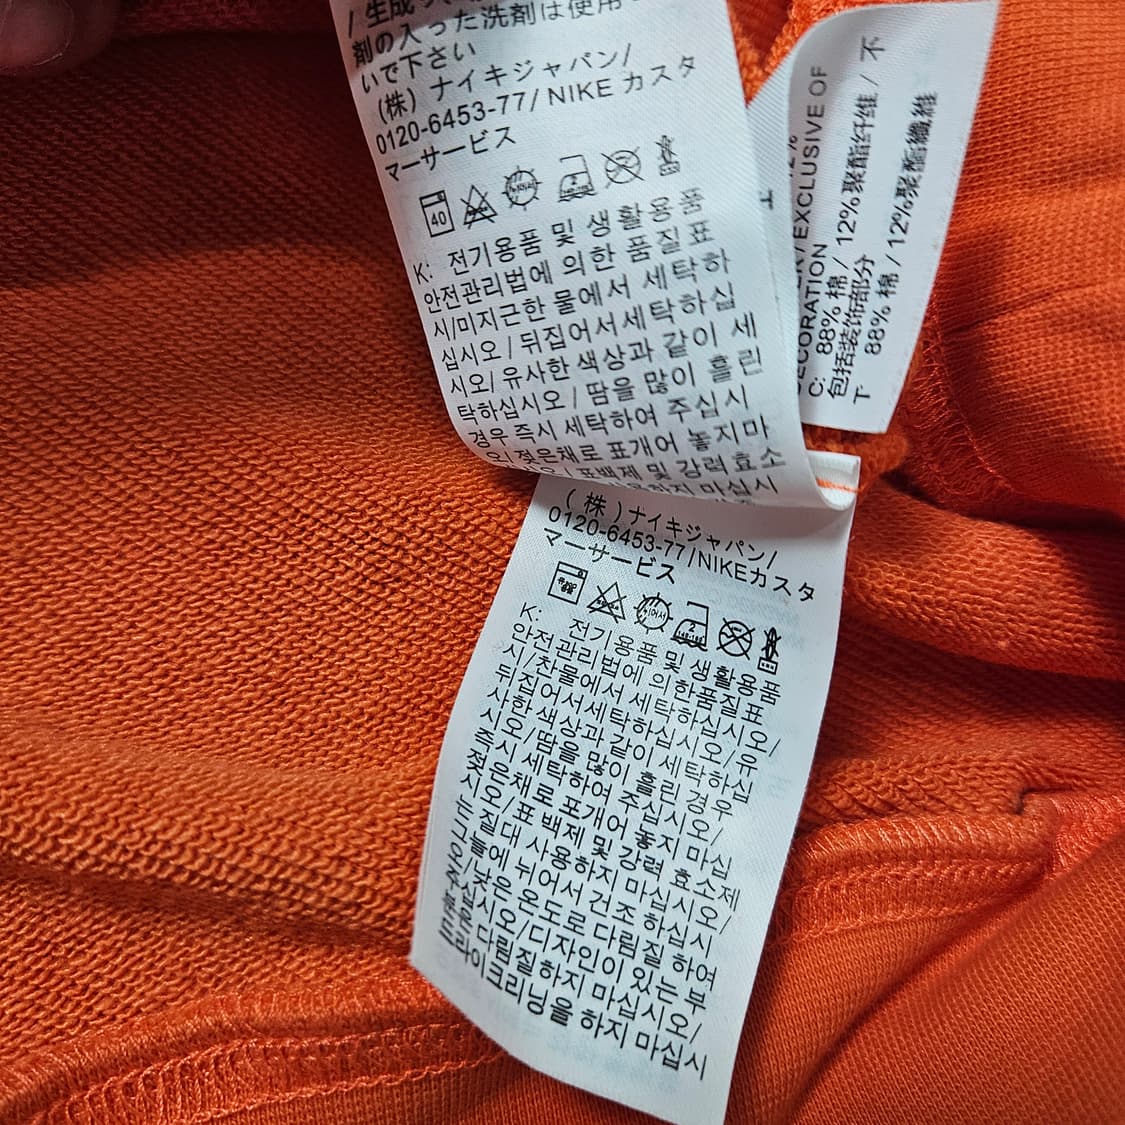 剤の入った洗剤は使用
いで下さい
(株) ナイキジャパン/
0120-6453-77/ NIKE カスタ
マーサービス
40
K: 전기용품 및 생활용품
안전관리법에 의한 품질표
시/미지근한 물에서 세탁하
십시오/뒤집어서세탁하십
시오/ 유사한 색상과 같이 세
탁하십시오/ 땀을 많이 흘린
경우 즉시 세탁하여 주십시
오/ 젖은채로 표개어 놓지마
표백제 및 강력효소
EXCLUSIVE OF
DECORATION
C: 88% 棉 / 12%聚酯纤维 / 不
包括装饰部分
T 88% 棉 / 12%聚酯纖維
(株)ナイキジャパン/
0120-6453-77/NIKEカスタ
マーサービス
K: 전기용품 및 생활용품
안전관리법에 의한품질표
시/찬물에서 세탁하십시오/
뒤집어서세탁하십시오/유
사한 색상과 같이 세탁하십
시오/땀을 많이 흘린 경우
즉시 세탁하여 주십시오/
젖은채로 표개어 놓지 마십
시오/표 백제 및 강력 효소제
는 절대 사용하지 마십시오/
그늘에 뉘어서 건조 하십시
오/낮은 온도로 다림질 하여
주십시오/디자인이 있는 부
분은 다림질하지 마십시오/
드라이크리닝을 하지 마십시